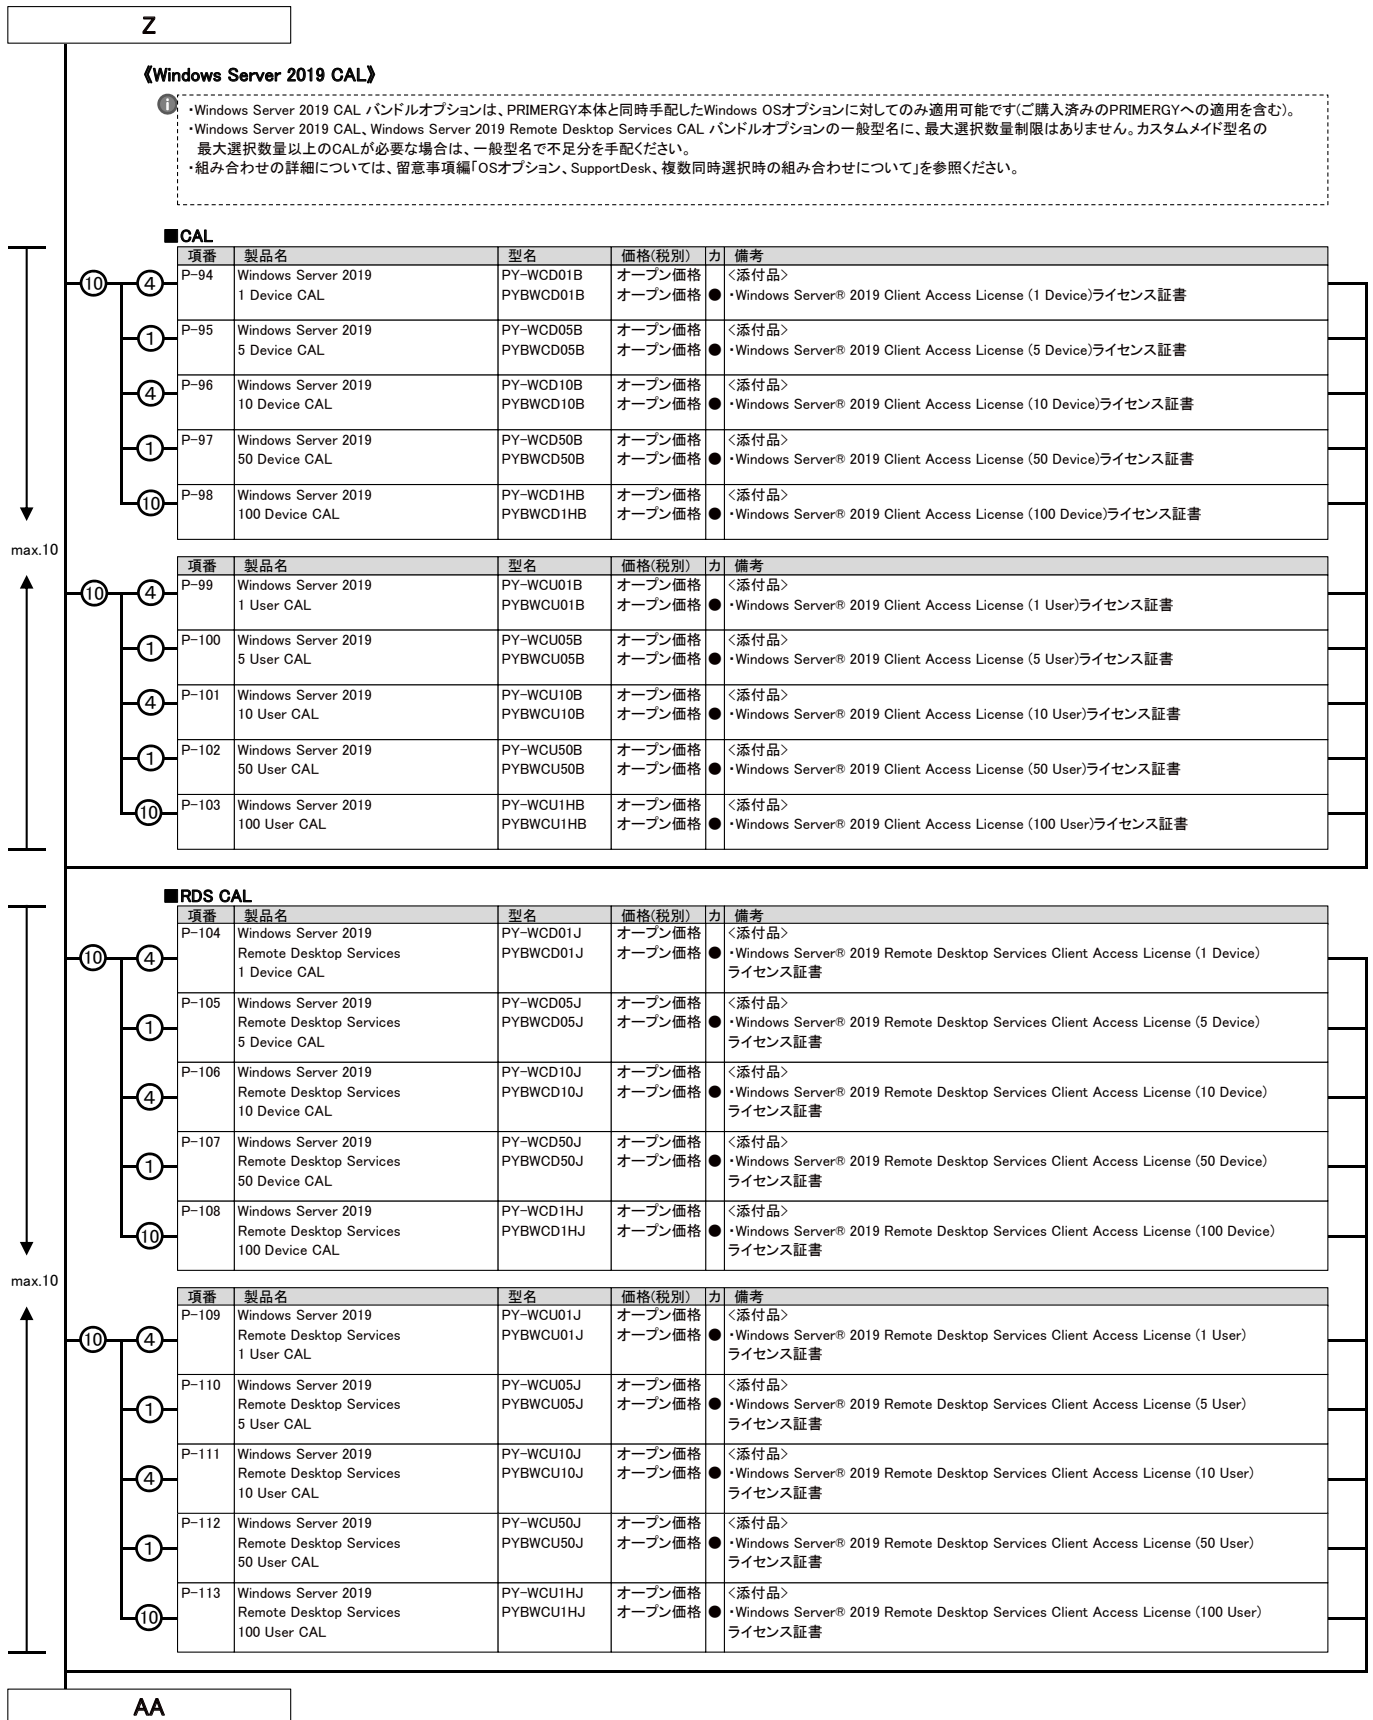 Z
《Windows Server 2019 CAL》
i
・Windows Server 2019 CAL バンドルオプションは、PRIMERGY本体と同時手配したWindows OSオプションに対してのみ適用可能です(ご購入済みのPRIMERGYへの適用を含む)。
・Windows Server 2019 CAL、Windows Server 2019 Remote Desktop Services CAL バンドルオプションの一般型名に、最大選択数量制限はありません。カスタムメイド型名の
最大選択数量以上のCALが必要な場合は、一般型名で不足分を手配ください。
・組み合わせの詳細については、留意事項編「OSオプション、SupportDesk、複数同時選択時の組み合わせについて」を参照ください。
■CAL
項番 製品名 型名 価格(税別) カ 備考
P-94 Windows Server 2019 PY-WCD01B オープン価格 <添付品>
10 4 1 Device CAL PYBWCD01B オープン価格 ● ・Windows Server® 2019 Client Access License (1 Device)ライセンス証書
P-95 Windows Server 2019 PY-WCD05B オープン価格 <添付品>
1 5 Device CAL PYBWCD05B オープン価格 ● ・Windows Server® 2019 Client Access License (5 Device)ライセンス証書
P-96 Windows Server 2019 PY-WCD10B オープン価格 <添付品>
4 10 Device CAL PYBWCD10B オープン価格 ● ・Windows Server® 2019 Client Access License (10 Device)ライセンス証書
P-97 Windows Server 2019 PY-WCD50B オープン価格 <添付品>
1 50 Device CAL PYBWCD50B オープン価格 ● ・Windows Server® 2019 Client Access License (50 Device)ライセンス証書
P-98 Windows Server 2019 PY-WCD1HB オープン価格 <添付品>
10 100 Device CAL PYBWCD1HB オープン価格 ● ・Windows Server® 2019 Client Access License (100 Device)ライセンス証書
max.10
項番 製品名 型名 価格(税別) カ 備考
P-99 Windows Server 2019 PY-WCU01B オープン価格 <添付品>
10 4 1 User CAL PYBWCU01B オープン価格 ● ・Windows Server® 2019 Client Access License (1 User)ライセンス証書
P-100 Windows Server 2019 PY-WCU05B オープン価格 <添付品>
1 5 User CAL PYBWCU05B オープン価格 ● ・Windows Server® 2019 Client Access License (5 User)ライセンス証書
P-101 Windows Server 2019 PY-WCU10B オープン価格 <添付品>
4 10 User CAL PYBWCU10B オープン価格 ● ・Windows Server® 2019 Client Access License (10 User)ライセンス証書
P-102 Windows Server 2019 PY-WCU50B オープン価格 <添付品>
1 50 User CAL PYBWCU50B オープン価格 ● ・Windows Server® 2019 Client Access License (50 User)ライセンス証書
P-103 Windows Server 2019 PY-WCU1HB オープン価格 <添付品>
10 100 User CAL PYBWCU1HB オープン価格 ● ・Windows Server® 2019 Client Access License (100 User)ライセンス証書
■RDS CAL
項番 製品名 型名 価格(税別) カ 備考
P-104 Windows Server 2019 PY-WCD01J オープン価格 <添付品>
10 4 Remote Desktop Services PYBWCD01J オープン価格 ● ・Windows Server® 2019 Remote Desktop Services Client Access License (1 Device)
1 Device CAL ライセンス証書
P-105 Windows Server 2019 PY-WCD05J オープン価格 <添付品>
1 Remote Desktop Services PYBWCD05J オープン価格 ● ・Windows Server® 2019 Remote Desktop Services Client Access License (5 Device)
5 Device CAL ライセンス証書
P-106 Windows Server 2019 PY-WCD10J オープン価格 <添付品>
4 Remote Desktop Services PYBWCD10J オープン価格 ● ・Windows Server® 2019 Remote Desktop Services Client Access License (10 Device)
10 Device CAL ライセンス証書
P-107 Windows Server 2019 PY-WCD50J オープン価格 <添付品>
1 Remote Desktop Services PYBWCD50J オープン価格 ● ・Windows Server® 2019 Remote Desktop Services Client Access License (50 Device)
50 Device CAL ライセンス証書
P-108 Windows Server 2019 PY-WCD1HJ オープン価格 <添付品>
10 Remote Desktop Services PYBWCD1HJ オープン価格 ● ・Windows Server® 2019 Remote Desktop Services Client Access License (100 Device)
100 Device CAL ライセンス証書
max.10
項番 製品名 型名 価格(税別) カ 備考
P-109 Windows Server 2019 PY-WCU01J オープン価格 <添付品>
10 4 Remote Desktop Services PYBWCU01J オープン価格 ● ・Windows Server® 2019 Remote Desktop Services Client Access License (1 User)
1 User CAL ライセンス証書
P-110 Windows Server 2019 PY-WCU05J オープン価格 <添付品>
1 Remote Desktop Services PYBWCU05J オープン価格 ● ・Windows Server® 2019 Remote Desktop Services Client Access License (5 User)
5 User CAL ライセンス証書
P-111 Windows Server 2019 PY-WCU10J オープン価格 <添付品>
4 Remote Desktop Services PYBWCU10J オープン価格 ● ・Windows Server® 2019 Remote Desktop Services Client Access License (10 User)
10 User CAL ライセンス証書
P-112 Windows Server 2019 PY-WCU50J オープン価格 <添付品>
1 Remote Desktop Services PYBWCU50J オープン価格 ● ・Windows Server® 2019 Remote Desktop Services Client Access License (50 User)
50 User CAL ライセンス証書
P-113 Windows Server 2019 PY-WCU1HJ オープン価格 <添付品>
10 Remote Desktop Services PYBWCU1HJ オープン価格 ● ・Windows Server® 2019 Remote Desktop Services Client Access License (100 User)
100 User CAL ライセンス証書
AA